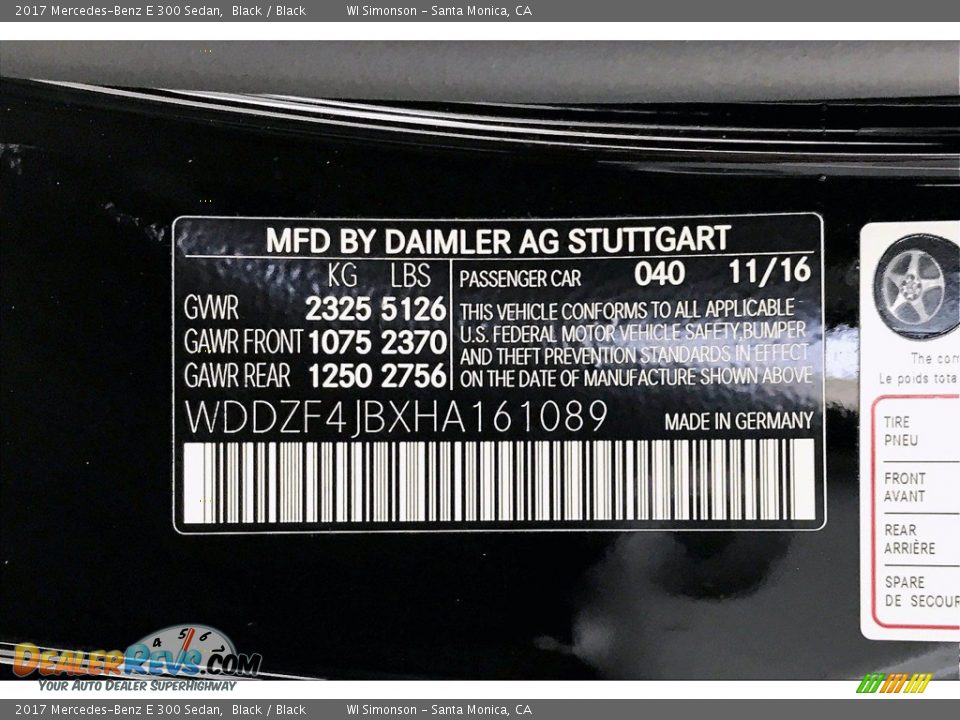 2017 Mercedes-Benz E 300 Sedan, Black / Black WI Simonson - Santa Monica, CA
MFD BY DAIMLER AG STUTTGART
KG LBS
GVWR 2325 5126
GAWR FRONT 1075 2370
GAWR REAR 1250 2756
PASSENGER CAR 040 11/16
THIS VEHICLE CONFORMS TO ALL APPLICABLE
U.S. FEDERAL MOTOR VEHICLE SAFETY, BUMPER
AND THEFT PREVENTION STANDARDS IN EFFECT
ON THE DATE OF MANUFACTURE SHOWN ABOVE
WDDZF4JBXHA161089 MADE IN GERMANY
The com
Le poids tota
TIRE
PNEU
FRONT
AVANT
REAR
ARRIÈRE
SPARE
DE SECOUR
4 5 6
DEALERREVS.COM
YOUR AUTO DEALER SUPERHIGHWAY
2017 Mercedes-Benz E 300 Sedan, Black / Black WI Simonson - Santa Monica, CA